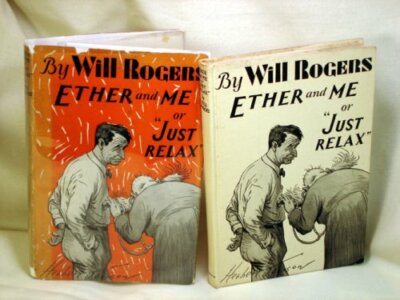 By Will Rogers
ETHER and ME
or
"JUST
RELAX"
By Will Rogers
ETHER and ME
or
"JUST
RELAX"